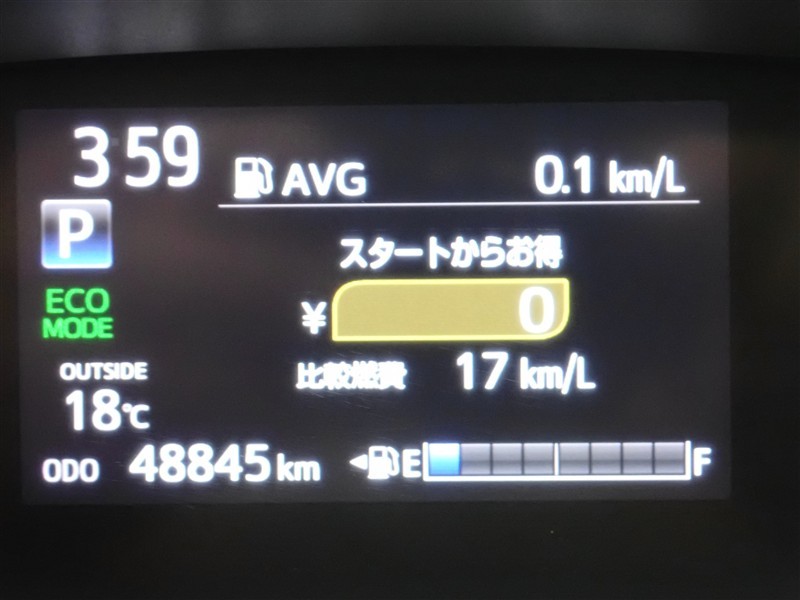 3:59
AVG 0.1 km/L
P
スタートからお得
ECO
MODE
¥ 0
OUTSIDE
比較燃費 17 km/L
18℃
ODO 48845 km
E F